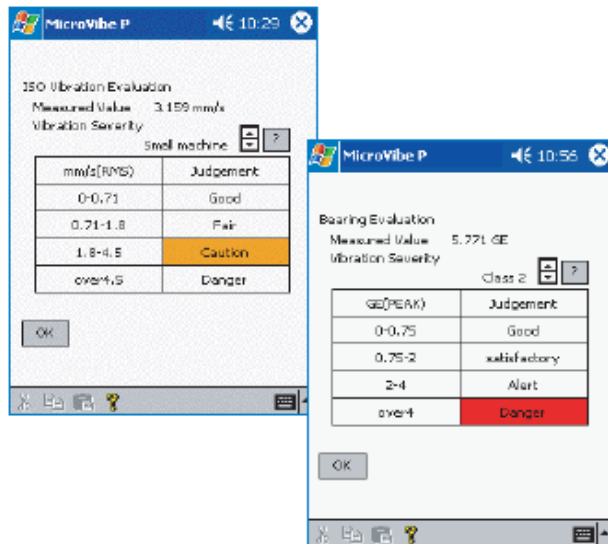 MicroVibe P 10:29
ISO Vibration Evaluation
Measured Value 3.159 mm/s
Vibration Severity
Small machine ?
mm/s(RMS) Judgement
0-0.71 Good
0.71-1.8 Fair
1.8-4.5 Caution
over4.5 Danger
OK
MicroVibe P 10:56
Bearing Evaluation
Measured Value 5.771 GE
Vibration Severity
Class 2 ?
GE(PEAK) Judgement
0-0.75 Good
0.75-2 satisfactory
2-4 Alert
over4 Danger
OK